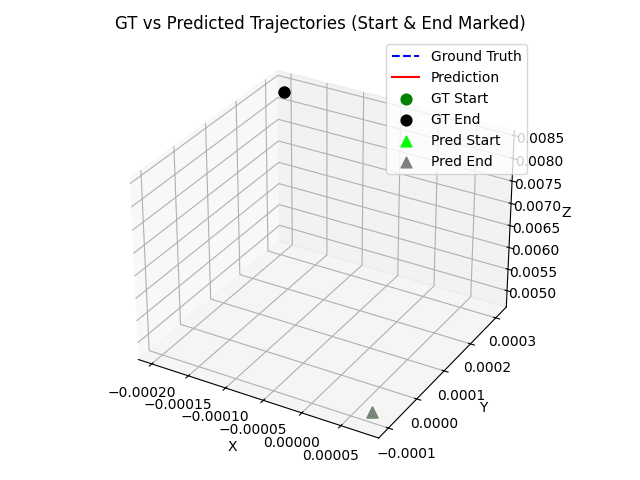 GT vs Predicted Trajectories (Start & End Marked)
Ground Truth
Prediction
GT Start
GT End
Pred Start
Pred End
0.0085
0.0080
0.0075
0.0070
Z
0.0065
0.0060
0.0055
0.0050
0.0003
0.0002
0.0001
Y
0.0000
−0.0001
−0.00020
−0.00015
−0.00010
−0.00005
0.00000
0.00005
X